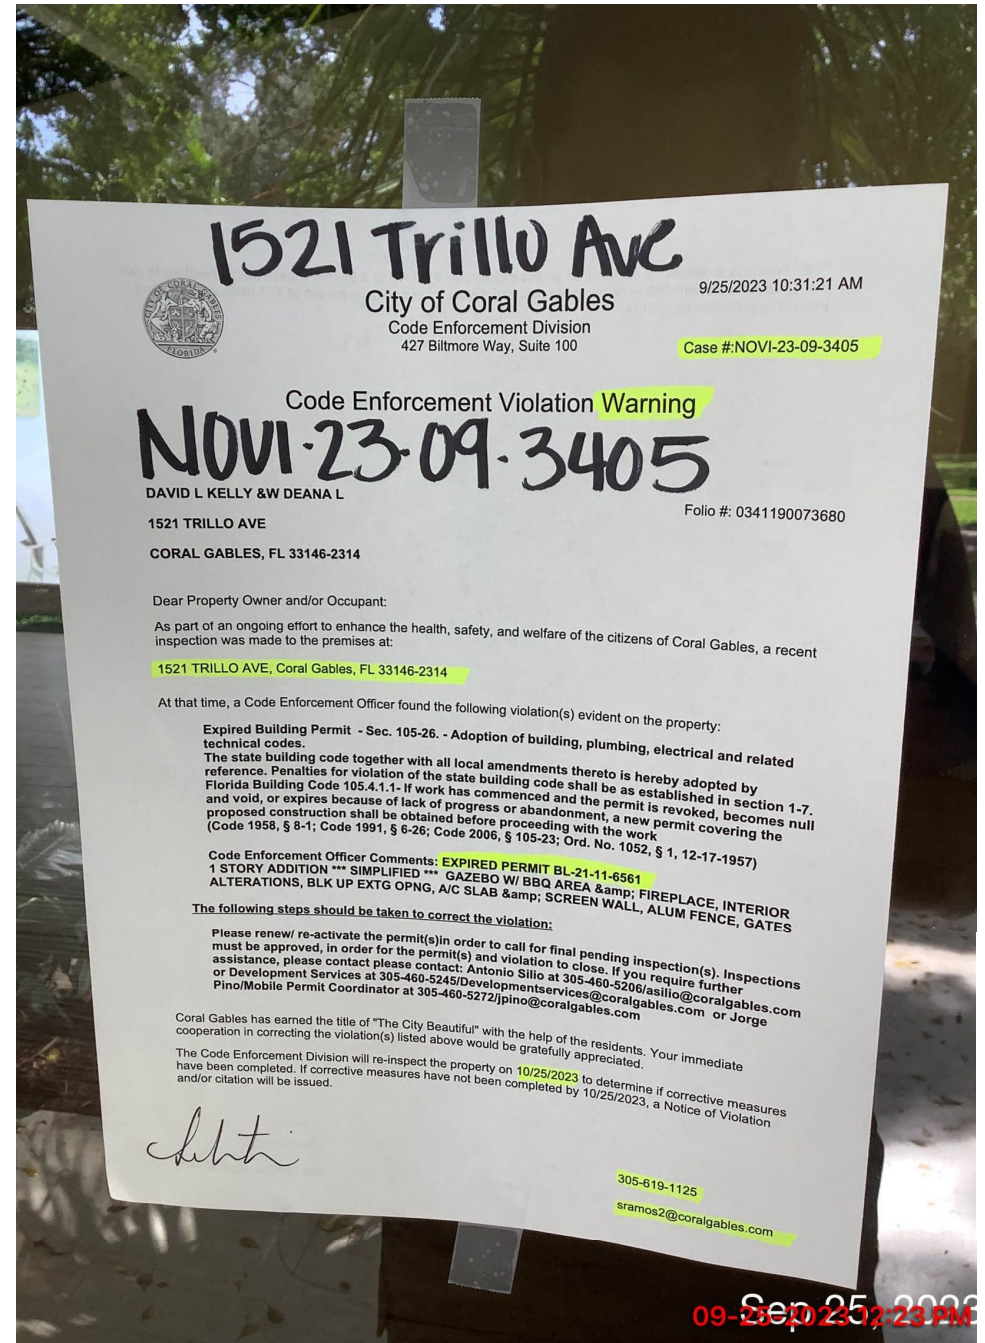 1521 Trillo Ave
City of Coral Gables
9/25/2023 10:31:21 AM
Code Enforcement Division
427 Biltmore Way, Suite 100
Case #:NOVI-23-09-3405
CITY OF CORAL GABLES
FLORIDA
Code Enforcement Violation Warning
NOVI-23-09-3405
DAVID L KELLY &W DEANA L
Folio #: 0341190073680
1521 TRILLO AVE
CORAL GABLES, FL 33146-2314
Dear Property Owner and/or Occupant:
As part of an ongoing effort to enhance the health, safety, and welfare of the citizens of Coral Gables, a recent
inspection was made to the premises at:
1521 TRILLO AVE, Coral Gables, FL 33146-2314
At that time, a Code Enforcement Officer found the following violation(s) evident on the property:
Expired Building Permit - Sec. 105-26. - Adoption of building, plumbing, electrical and related
technical codes.
The state building code together with all local amendments thereto is hereby adopted by
reference. Penalties for violation of the state building code shall be as established in section 1-7.
Florida Building Code 105.4.1.1- If work has commenced and the permit is revoked, becomes null
and void, or expires because of lack of progress or abandonment, a new permit covering the
proposed construction shall be obtained before proceeding with the work
(Code 1958, § 8-1; Code 1991, § 6-26; Code 2006, § 105-23; Ord. No. 1052, § 1, 12-17-1957)
Code Enforcement Officer Comments: EXPIRED PERMIT BL-21-11-6561
1 STORY ADDITION *** SIMPLIFIED *** GAZEBO W/ BBQ AREA &amp; FIREPLACE, INTERIOR
ALTERATIONS, BLK UP EXTG OPNG, A/C SLAB &amp; SCREEN WALL, ALUM FENCE, GATES
The following steps should be taken to correct the violation:
Please renew/ re-activate the permit(s)in order to call for final pending inspection(s). Inspections
must be approved, in order for the permit(s) and violation to close. If you require further
assistance, please contact please contact: Antonio Silio at 305-460-5206/asilio@coralgables.com
or Development Services at 305-460-5245/Developmentservices@coralgables.com or Jorge
Pino/Mobile Permit Coordinator at 305-460-5272/jpino@coralgables.com
Coral Gables has earned the title of "The City Beautiful" with the help of the residents. Your immediate
cooperation in correcting the violation(s) listed above would be gratefully appreciated.
The Code Enforcement Division will re-inspect the property on 10/25/2023 to determine if corrective measures
have been completed. If corrective measures have not been completed by 10/25/2023, a Notice of Violation
and/or citation will be issued.
305-619-1125
sramos2@coralgables.com
Sep 25, 2023
09-25-2023 12:23 PM